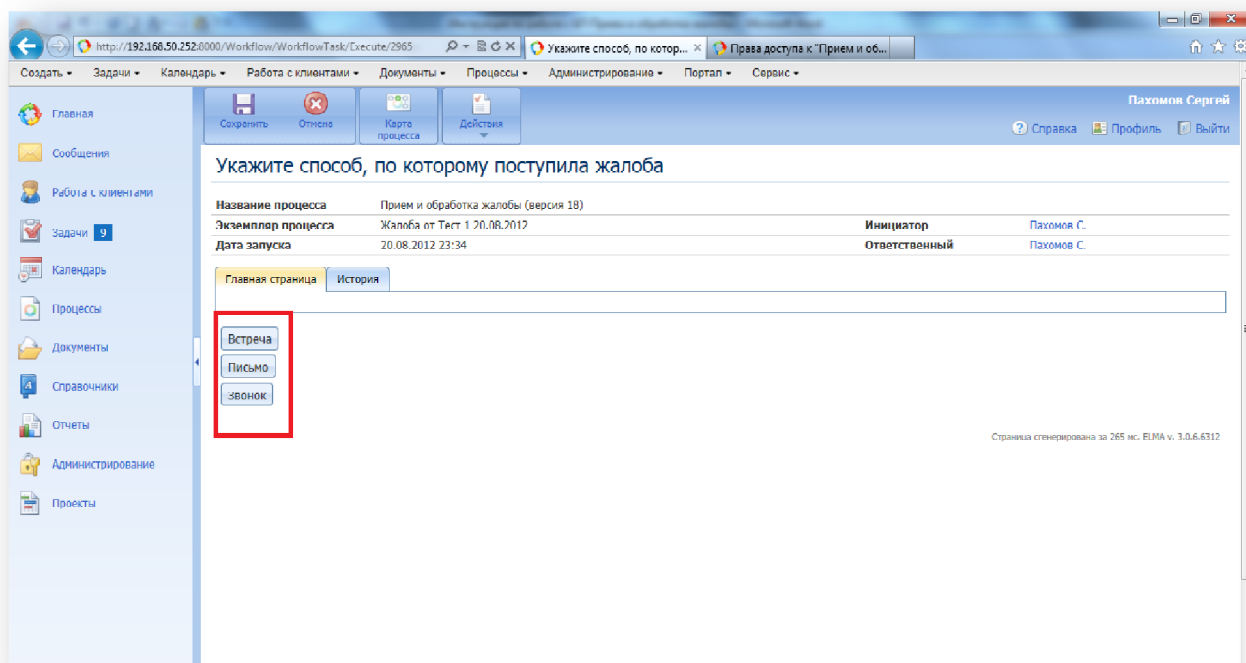 http://192.168.50.252:8000/Workflow/WorkflowTask/Execute/2965
Укажите способ, по котор...
Права доступа к "Прием и об...
Создать Задачи Календарь Работа с клиентами Документы Процессы Администрирование Портал Сервис
Пахомов Сергей
Сохранить Отмена Карта процесса Действия
Справка Профиль Выйти
Главная
Сообщения
Работа с клиентами
Задачи 9
Календарь
Процессы
Документы
Справочники
Отчеты
Администрирование
Проекты
Укажите способ, по которому поступила жалоба
Название процесса Прием и обработка жалобы (версия 18)
Экземпляр процесса Жалоба от Тест 1 20.08.2012 Инициатор Пахомов С.
Дата запуска 20.08.2012 23:34 Ответственный Пахомов С.
Главная страница История
Встреча
Письмо
Звонок
Страница сгенерирована за 265 мс. ELMA v. 3.0.6.6312